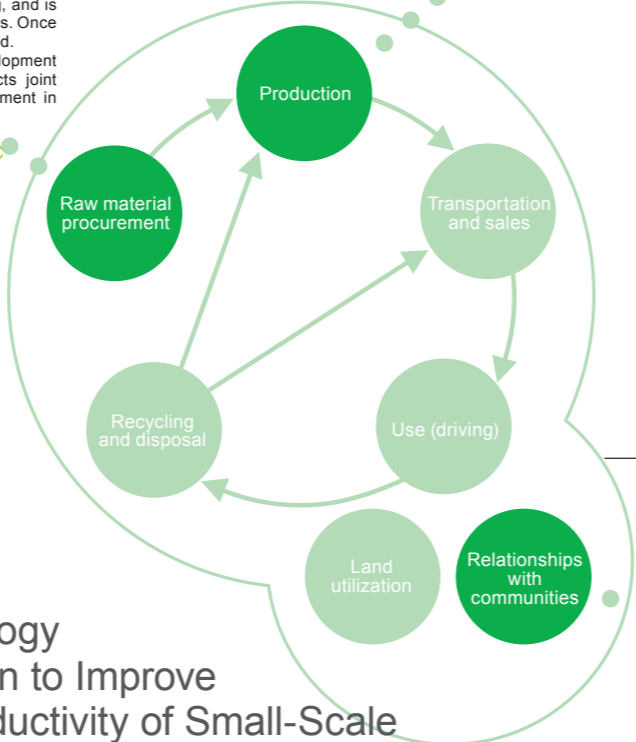 g, and is
s. Once
d.
lopment
cts joint
ment in
Production
Raw material
procurement
Transportation
and sales
Recycling
and disposal
Use (driving)
Land
utilization
Relationships
with
communities
ogy
n to Improve
ductivity of Small-Scale